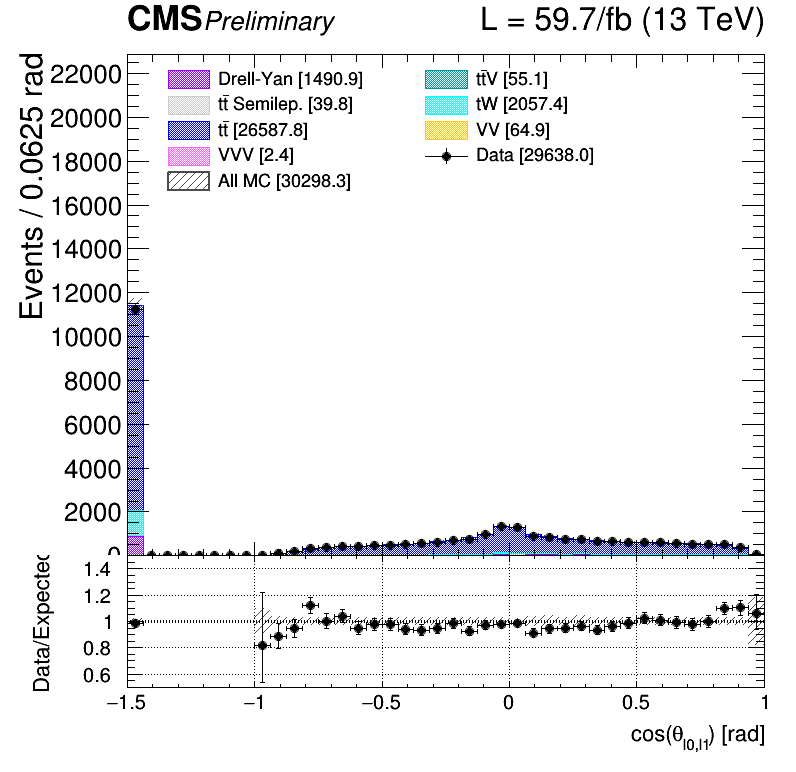 CMS Preliminary L = 59.7/fb (13 TeV)
Events / 0.0625 rad
22000
20000
18000
16000
14000
12000
10000
8000
6000
4000
2000
0
Drell-Yan [1490.9]
tt̄ Semilep. [39.8]
tt̄ [26587.8]
VVV [2.4]
All MC [30298.3]
tt̄V [55.1]
tW [2057.4]
VV [64.9]
Data [29638.0]
Data/Expected
1.4
1.2
1
0.8
0.6
−1.5 −1 −0.5 0 0.5 1
cos(θl0,l1) [rad]